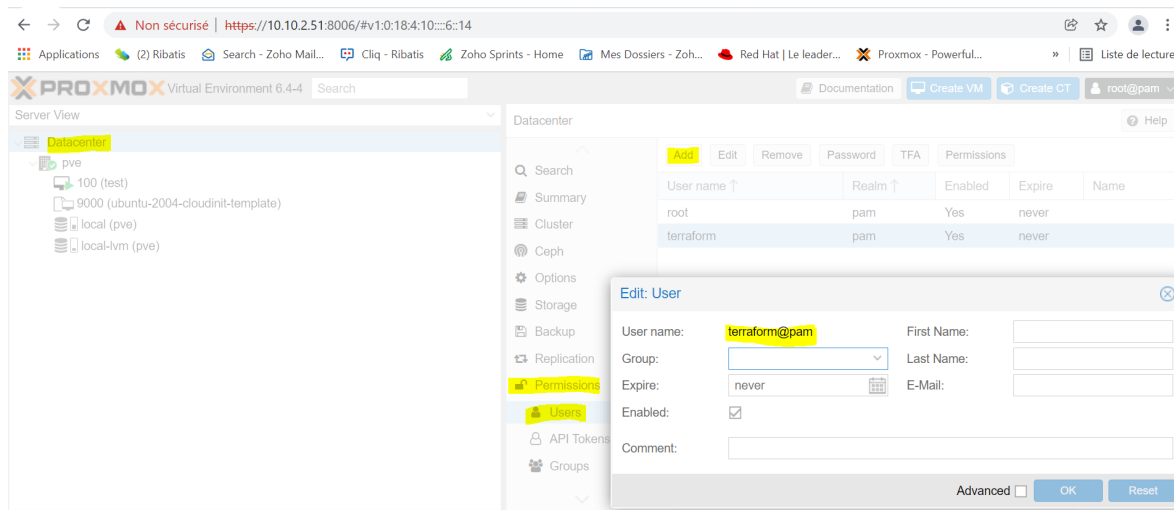 Non sécurisé | https://10.10.2.51:8006/#v1:0:18:4:10::::6::14
Applications (2) Ribatis Search - Zoho Mail... Cliq - Ribatis Zoho Sprints - Home Mes Dossiers - Zoh... Red Hat | Le leader... Proxmox - Powerful... » Liste de lecture
PROXMOX Virtual Environment 6.4-4 Search Documentation Create VM Create CT root@pam
Server View
Datacenter
pve
100 (test)
9000 (ubuntu-2004-cloudinit-template)
local (pve)
local-lvm (pve)
Datacenter Help
Search
Summary
Cluster
Ceph
Options
Storage
Backup
Replication
Permissions
Users
API Tokens
Groups
Add Edit Remove Password TFA Permissions
User name ↑ Realm ↑ Enabled Expire Name
root pam Yes never
terraform pam Yes never
Edit: User
User name: terraform@pam First Name:
Group: Last Name:
Expire: never E-Mail:
Enabled:
Comment:
Advanced OK Reset